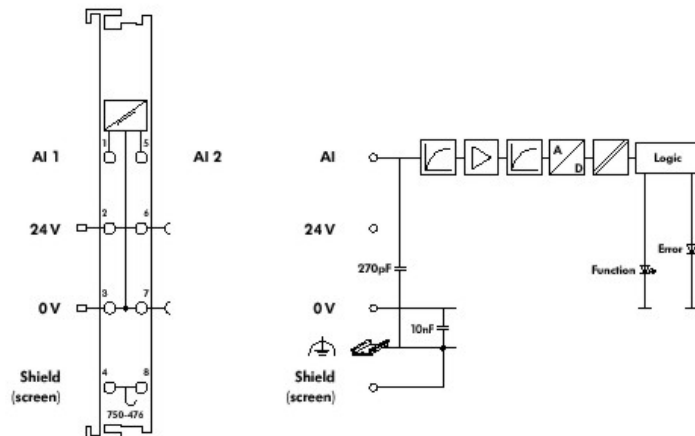 1
5
AI 1
AI 2
2
6
24 V
3
7
0 V
4
8
Shield
(screen)
750-476
AI
A
D
Logic
24 V
270pF
Function
Error
0 V
10nF
Shield
(screen)